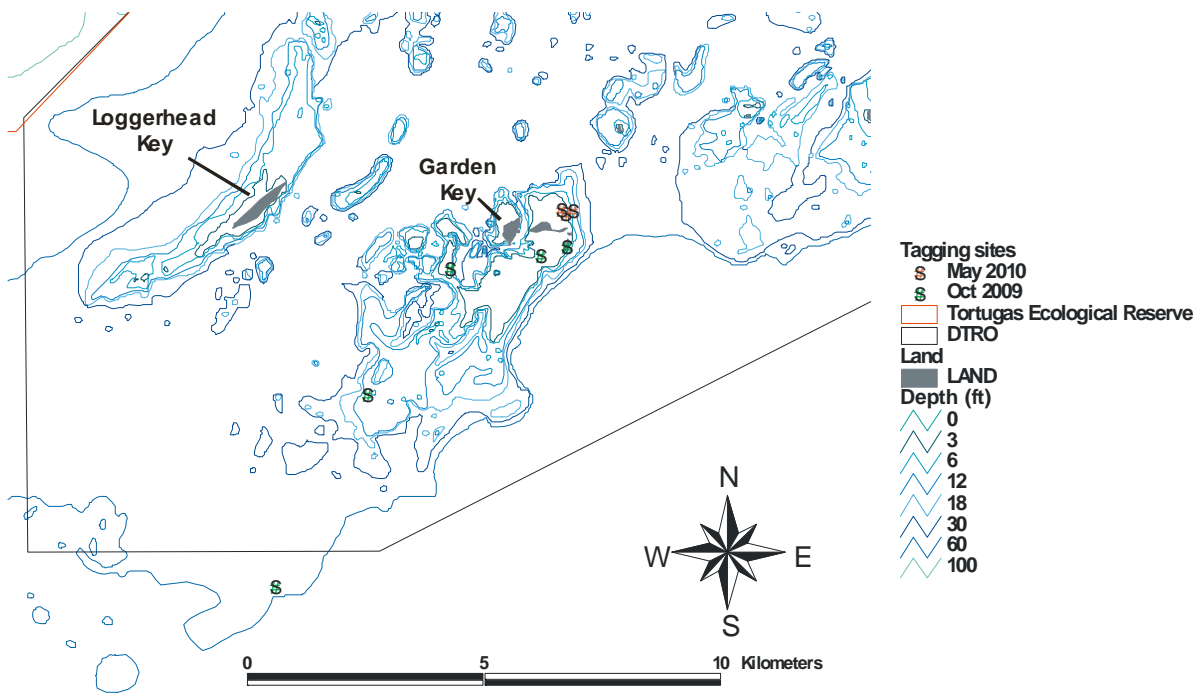 Loggerhead
Key
Garden
Key
Tagging sites
$ May 2010
$ Oct 2009
Tortugas Ecological Reserve
DTRO
Land
LAND
Depth (ft)
0
3
6
12
18
30
60
100
N
W E
S
0 5 10 Kilometers
$ $
$
$
$
$
$